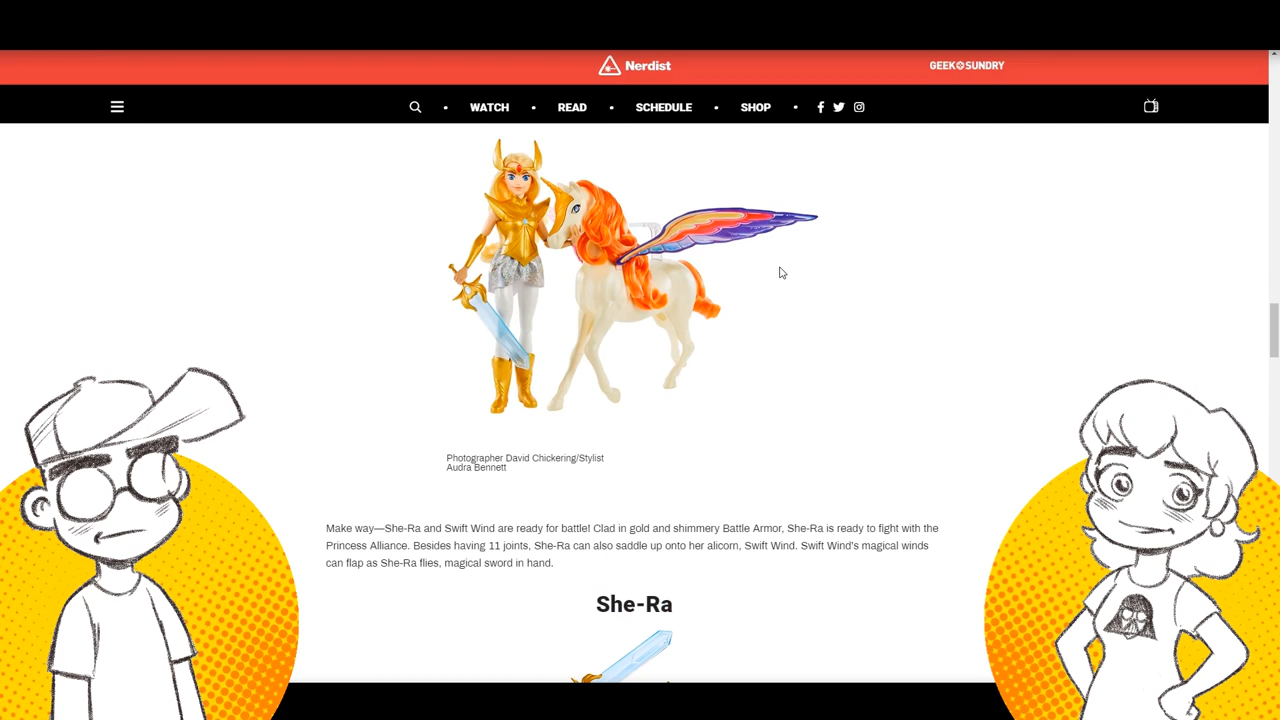 Nerdist
GEEK & SUNDRY
WATCH • READ • SCHEDULE • SHOP
Photographer David Chickering/Stylist
Audra Bennett
Make way—She-Ra and Swift Wind are ready for battle! Clad in gold and shimmery Battle Armor, She-Ra is ready to fight with the
Princess Alliance. Besides having 11 joints, She-Ra can also saddle up onto her alicorn, Swift Wind. Swift Wind's magical winds
can flap as She-Ra flies, magical sword in hand.
She-Ra